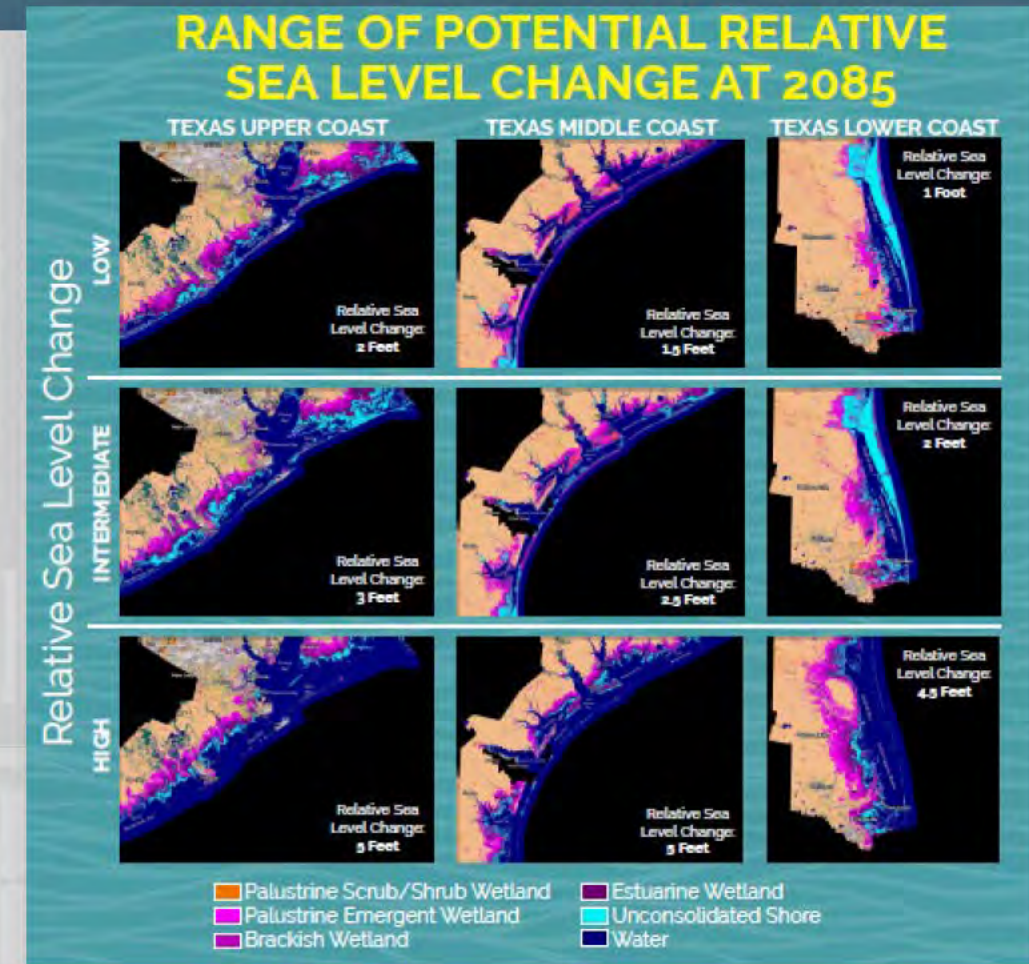 RANGE OF POTENTIAL RELATIVE
SEA LEVEL CHANGE AT 2085
TEXAS UPPER COAST
TEXAS MIDDLE COAST
TEXAS LOWER COAST
Relative Sea Level Change
LOW
Relative Sea
Level Change:
2 Feet
Relative Sea
Level Change:
1.5 Feet
Relative Sea
Level Change:
1 Foot
INTERMEDIATE
Relative Sea
Level Change:
3 Feet
Relative Sea
Level Change:
2.5 Feet
Relative Sea
Level Change:
2 Feet
HIGH
Relative Sea
Level Change:
5 Feet
Relative Sea
Level Change:
5 Feet
Relative Sea
Level Change:
4.5 Feet
Palustrine Scrub/Shrub Wetland
Palustrine Emergent Wetland
Brackish Wetland
Estuarine Wetland
Unconsolidated Shore
Water